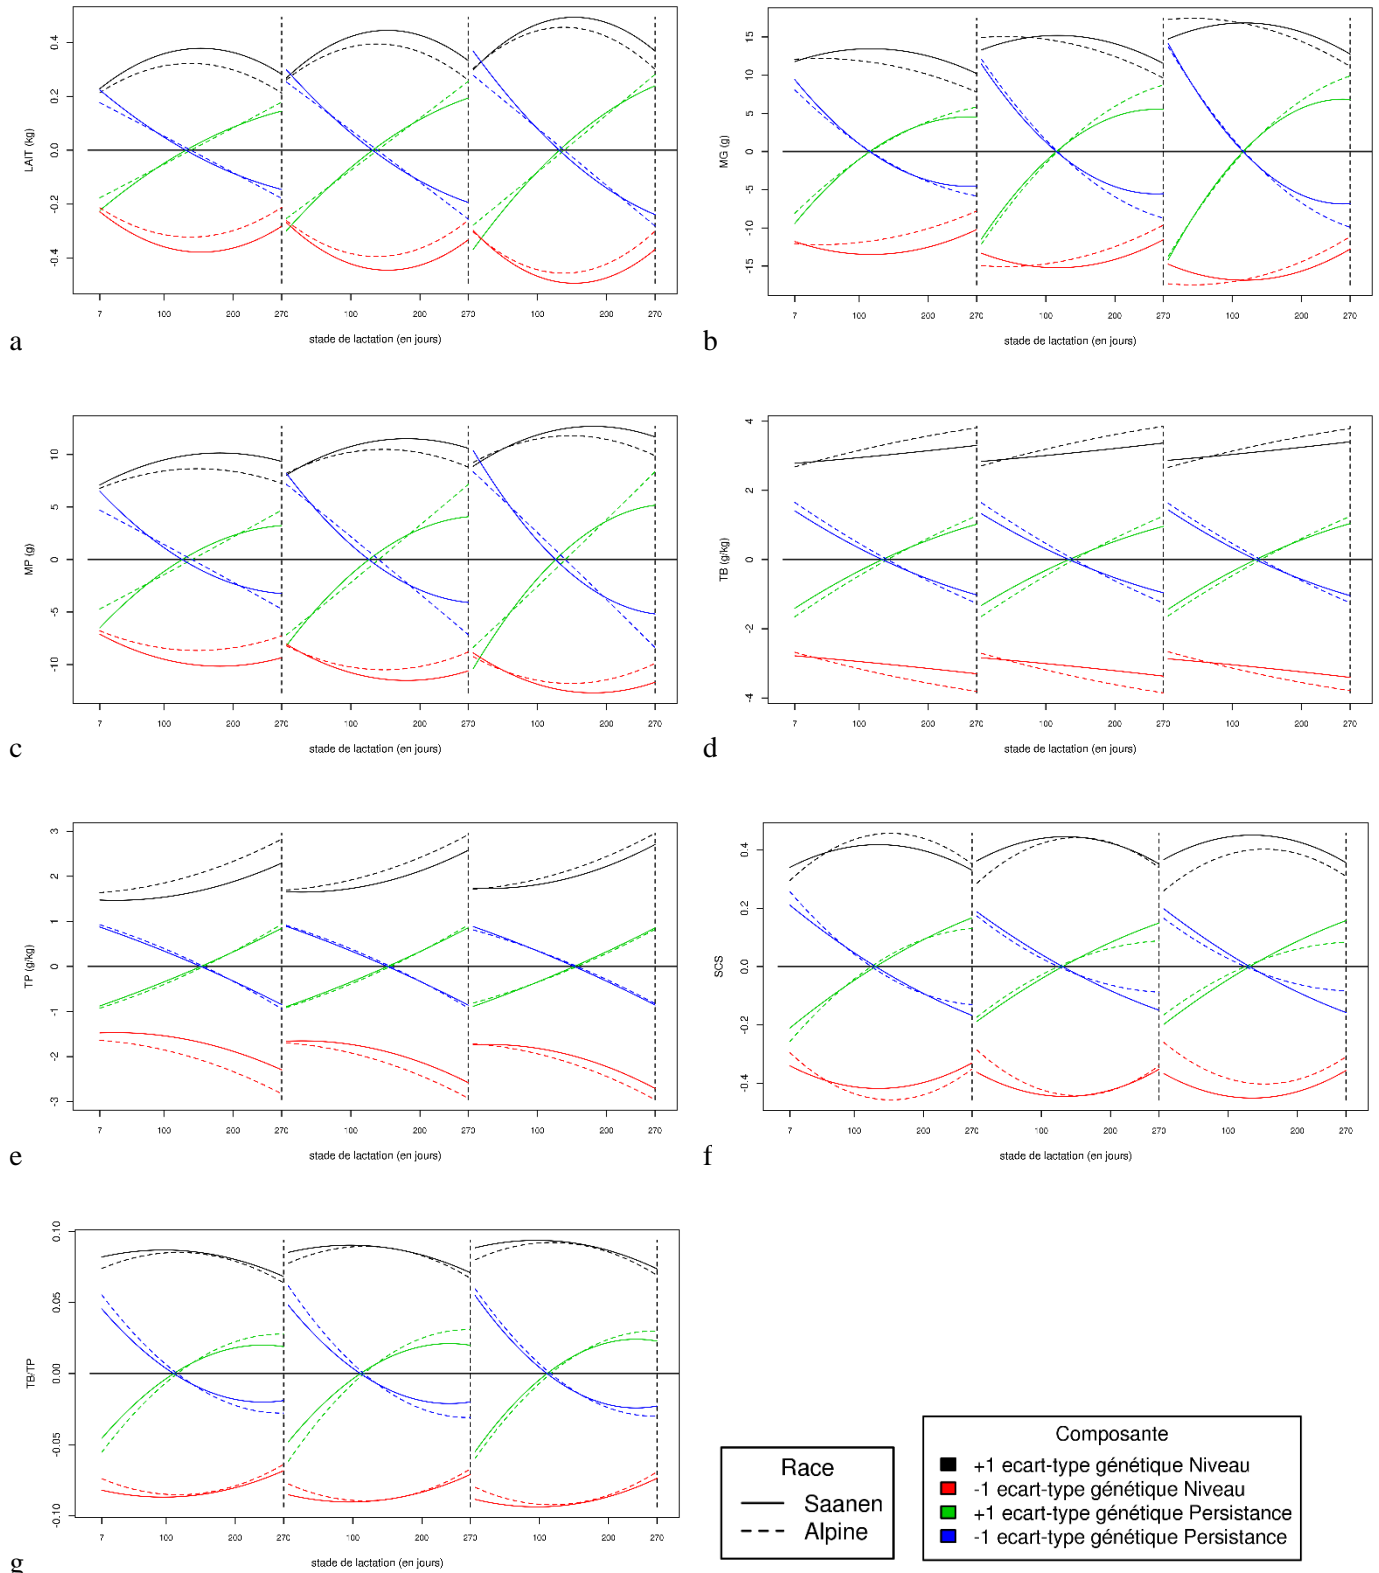 LAIT (kg)
0.4
0.2
0.0
-0.2
-0.4
7 100 200 270 100 200 270 100 200 270
stade de lactation (en jours)
a
MG (g)
15
10
5
0
-5
-10
-15
7 100 200 270 100 200 270 100 200 270
stade de lactation (en jours)
b
MP (g)
10
5
0
-5
-10
7 100 200 270 100 200 270 100 200 270
stade de lactation (en jours)
c
TB (g/kg)
4
2
0
-2
-4
7 100 200 270 100 200 270 100 200 270
stade de lactation (en jours)
d
TP (g/kg)
3
2
1
0
-1
-2
-3
7 100 200 270 100 200 270 100 200 270
stade de lactation (en jours)
e
SCS
0.4
0.2
0.0
-0.2
-0.4
7 100 200 270 100 200 270 100 200 270
stade de lactation (en jours)
f
TB/TP
0.10
0.05
0.00
-0.05
-0.10
7 100 200 270 100 200 270 100 200 270
stade de lactation (en jours)
g
Race
Saanen
Alpine
Composante
+1 ecart-type génétique Niveau
-1 ecart-type génétique Niveau
+1 ecart-type génétique Persistance
-1 ecart-type génétique Persistance